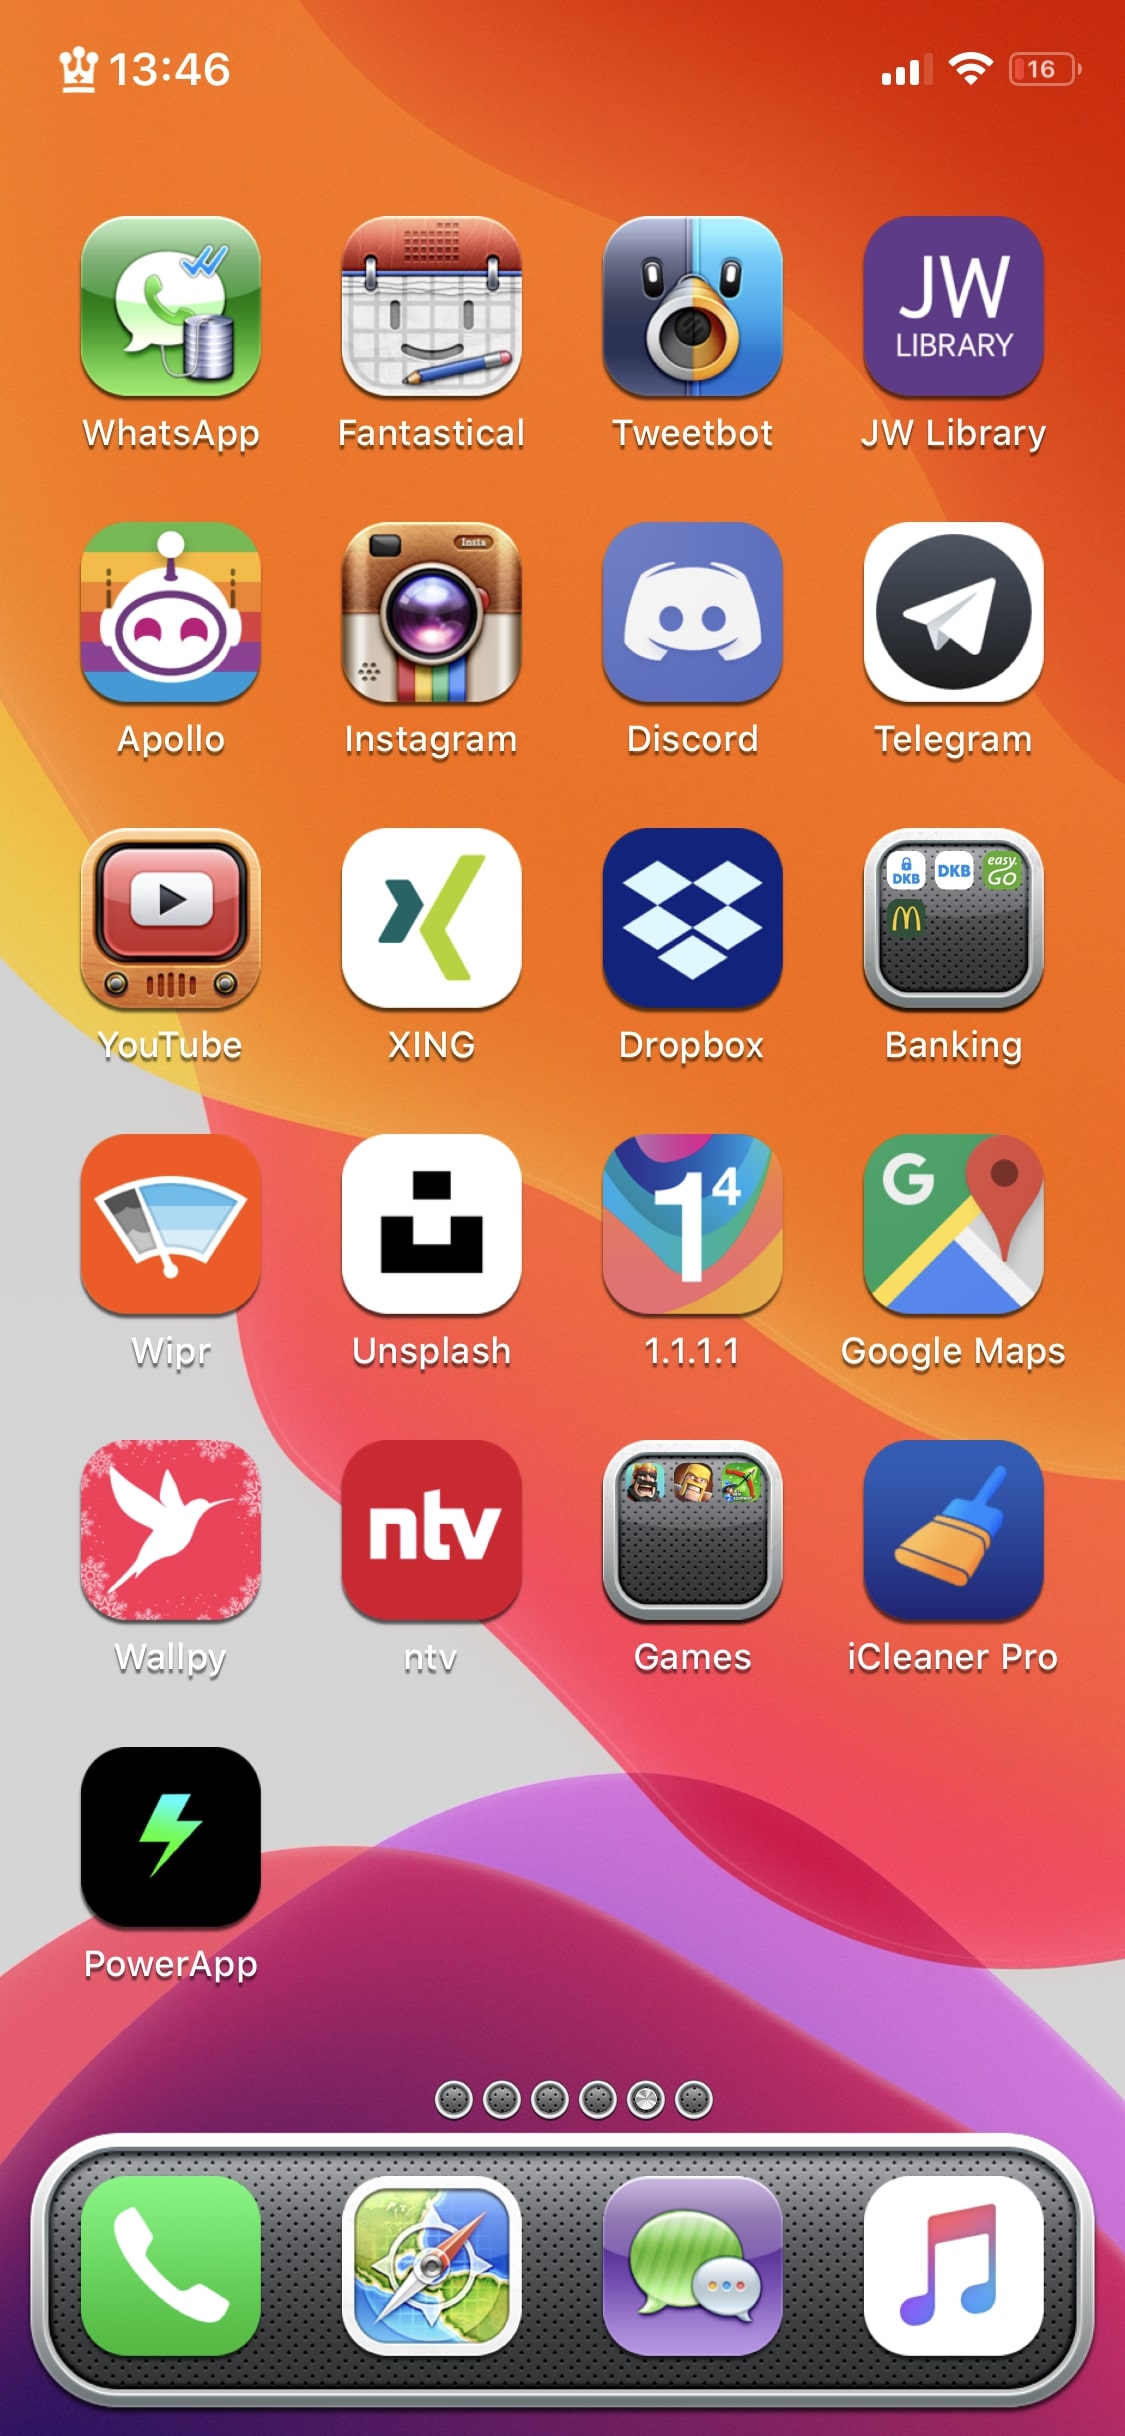 13:46
16
WhatsApp
Fantastical
Tweetbot
JW
LIBRARY
JW Library
Insta
Apollo
Instagram
Discord
Telegram
DKB
DKB
easy.
GO
YouTube
XING
Dropbox
Banking
1⁴
G
Wipr
Unsplash
1.1.1.1
Google Maps
ntv
Wallpy
ntv
Games
iCleaner Pro
PowerApp